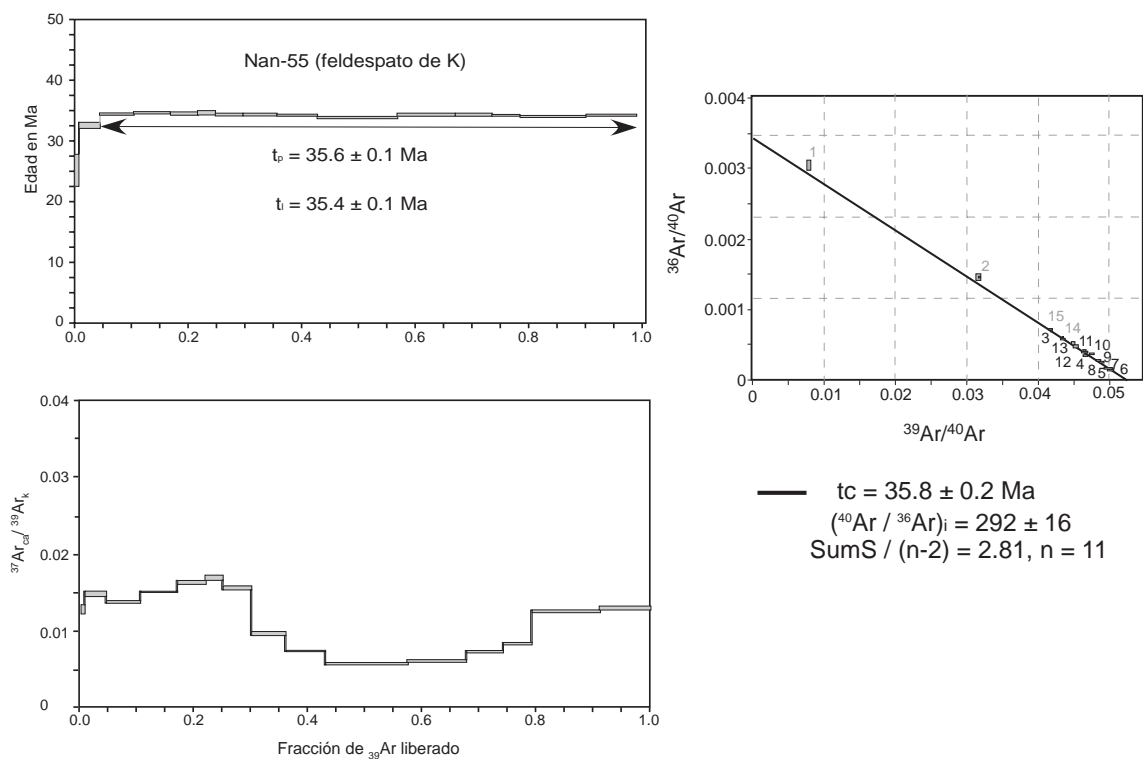 50
40
30
20
10
0
Edad en Ma
Nan-55 (feldespato de K)
tₚ = 35.6 ± 0.1 Ma
tᵢ = 35.4 ± 0.1 Ma
0.0 0.2 0.4 0.6 0.8 1.0
0.04
0.03
0.02
0.01
0
³⁷Ar_ca/ ³⁹Ar_k
0.0 0.2 0.4 0.6 0.8 1.0
Fracción de ₃₉Ar liberado
0.004
0.003
0.002
0.001
0
³⁶Ar/⁴⁰Ar
1
2
15
14
3
13
11
10
12
4
9
8
7
5
6
0 0.01 0.02 0.03 0.04 0.05
³⁹Ar/⁴⁰Ar
tc = 35.8 ± 0.2 Ma
(⁴⁰Ar / ³⁶Ar)ᵢ = 292 ± 16
SumS / (n-2) = 2.81, n = 11